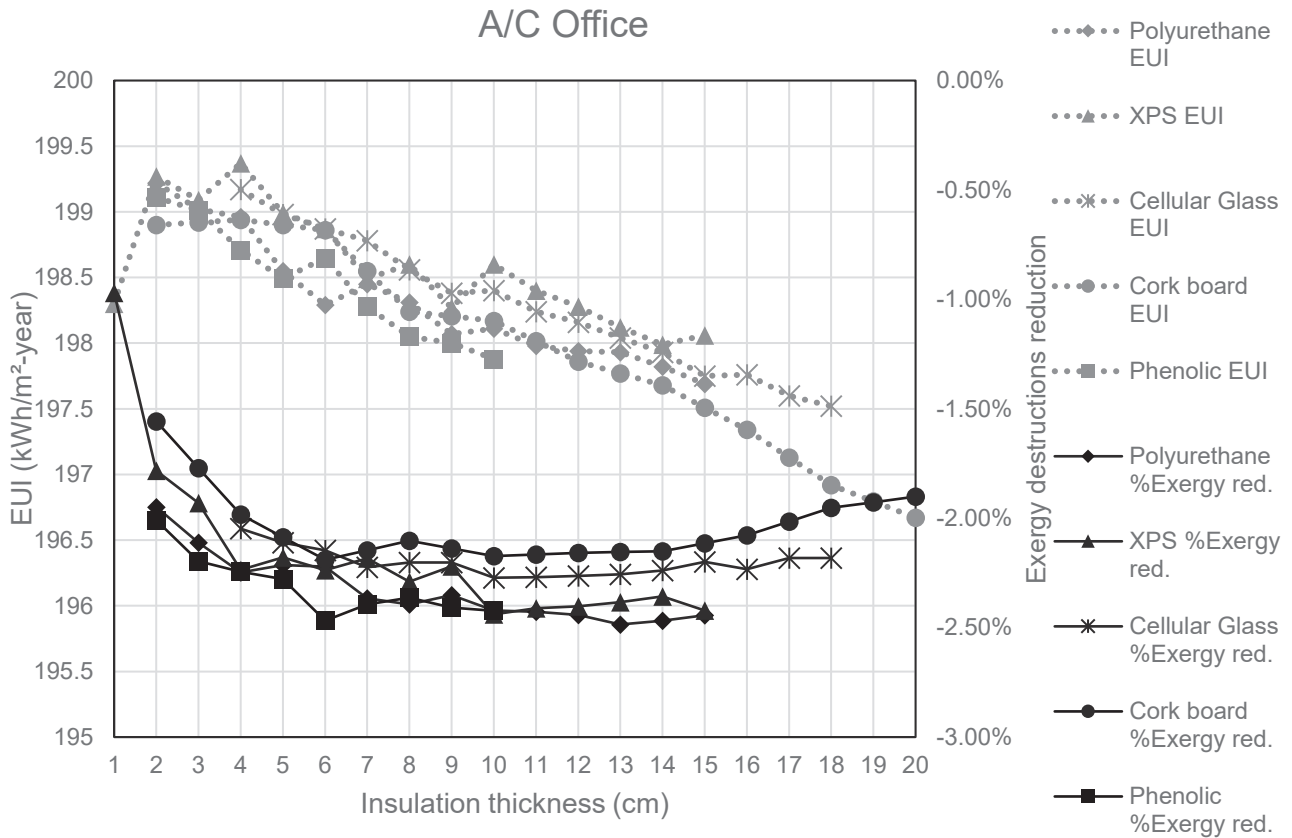 A/C Office
EUI (kWh/m²-year)
200
199.5
199
198.5
198
197.5
197
196.5
196
195.5
195
1 2 3 4 5 6 7 8 9 10 11 12 13 14 15 16 17 18 19 20
Insulation thickness (cm)
0.00%
-0.50%
-1.00%
-1.50%
-2.00%
-2.50%
-3.00%
Exergy destructions reduction
Polyurethane
EUI
XPS EUI
Cellular Glass
EUI
Cork board
EUI
Phenolic EUI
Polyurethane
%Exergy red.
XPS %Exergy
red.
Cellular Glass
%Exergy red.
Cork board
%Exergy red.
Phenolic
%Exergy red.